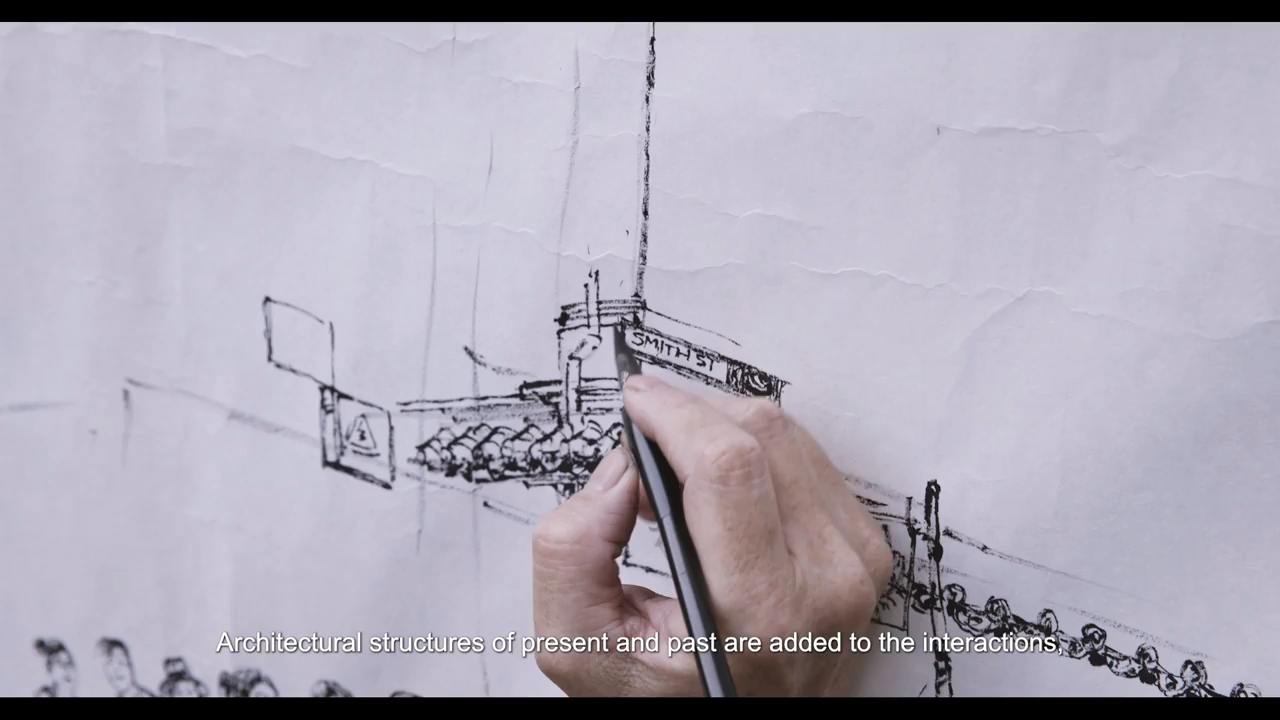 SMITH ST
Architectural structures of present and past are added to the interactions,